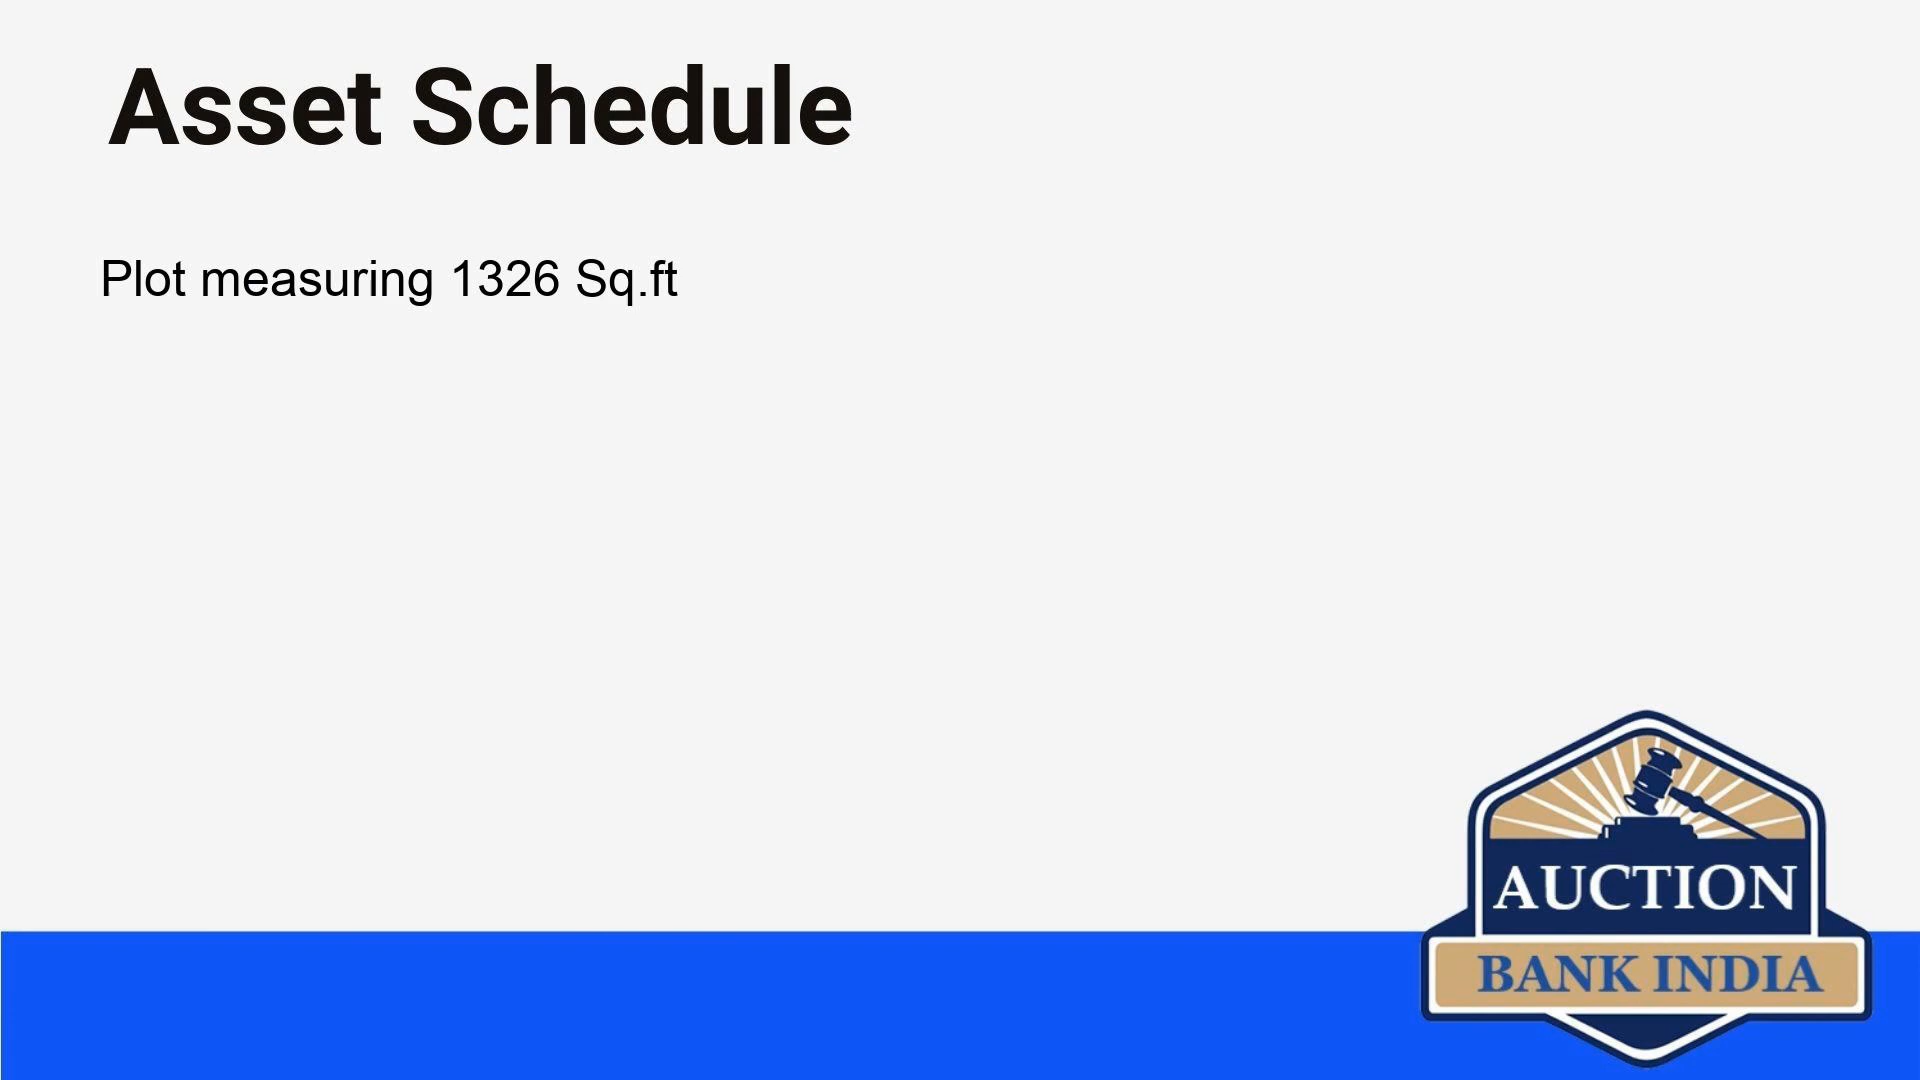 Asset Schedule
Plot measuring 1326 Sq.ft
AUCTION
BANK INDIA